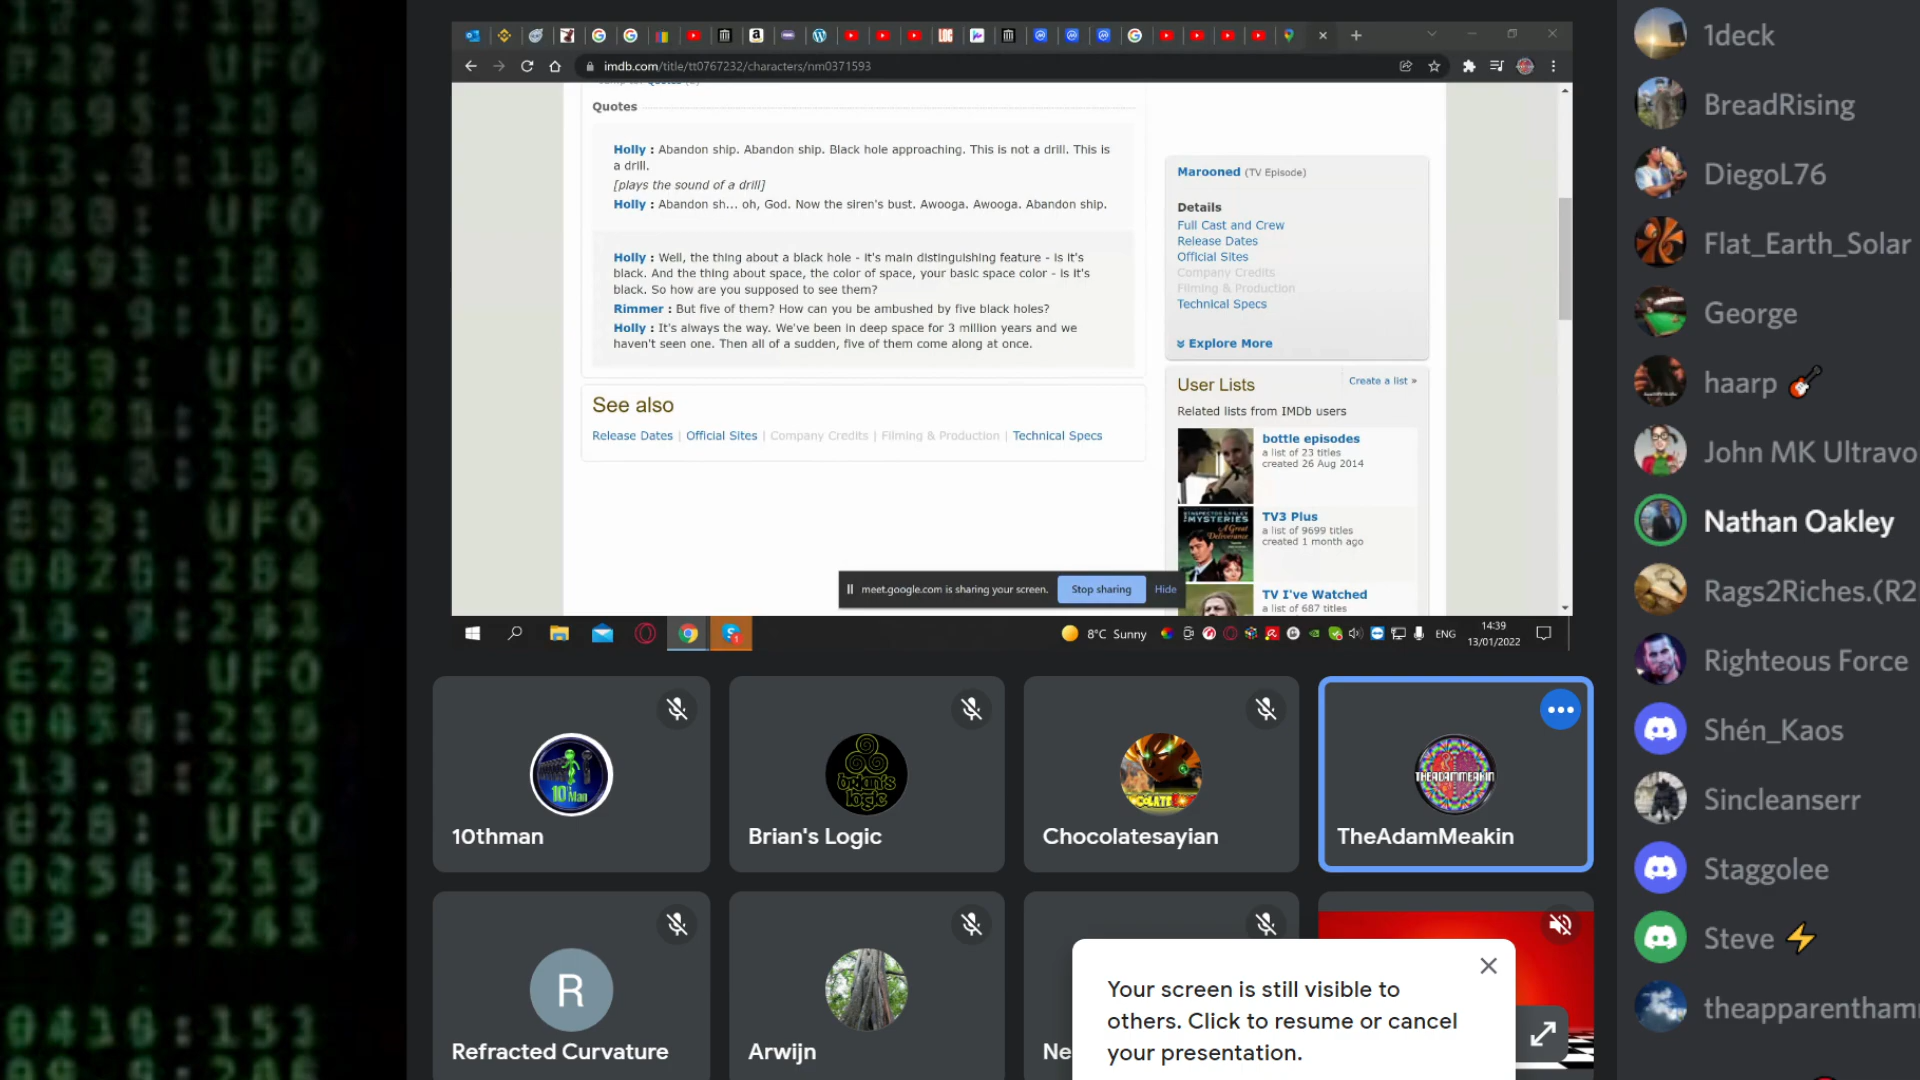 imdb.com/title/tt0767232/characters/nm0371593
Quotes
Holly : Abandon ship. Abandon ship. Black hole approaching. This is not a drill. This is
a drill.
[plays the sound of a drill]
Holly : Abandon sh... oh, God. Now the siren's bust. Awooga. Awooga. Abandon ship.
Holly : Well, the thing about a black hole - it's main distinguishing feature - is it's
black. And the thing about space, the color of space, your basic space color - is it's
black. So how are you supposed to see them?
Rimmer : But five of them? How can you be ambushed by five black holes?
Holly : It's always the way. We've been in deep space for 3 million years and we
haven't seen one. Then all of a sudden, five of them come along at once.
See also
Release Dates | Official Sites | Company Credits | Filming & Production | Technical Specs
Marooned (TV Episode)
Details
Full Cast and Crew
Release Dates
Official Sites
Company Credits
Filming & Production
Technical Specs
Explore More
User Lists
Create a list »
Related lists from IMDb users
bottle episodes
a list of 23 titles
created 26 Aug 2014
TV3 Plus
a list of 9699 titles
created 1 month ago
TV I've Watched
a list of 687 titles
meet.google.com is sharing your screen.
Stop sharing
Hide
8°C Sunny
ENG
14:39
13/01/2022
10thman
Brian's Logic
Chocolatesayian
THEADAMMEAKIN
TheAdamMeakin
R
Refracted Curvature
Arwijn
Ne
Your screen is still visible to
others. Click to resume or cancel
your presentation.
1deck
BreadRising
DiegoL76
Flat_Earth_Solar
George
haarp
John MK Ultravo
Nathan Oakley
Rags2Riches.(R2
Righteous Force
Shén_Kaos
Sincleanserr
Staggolee
Steve
theapparentham